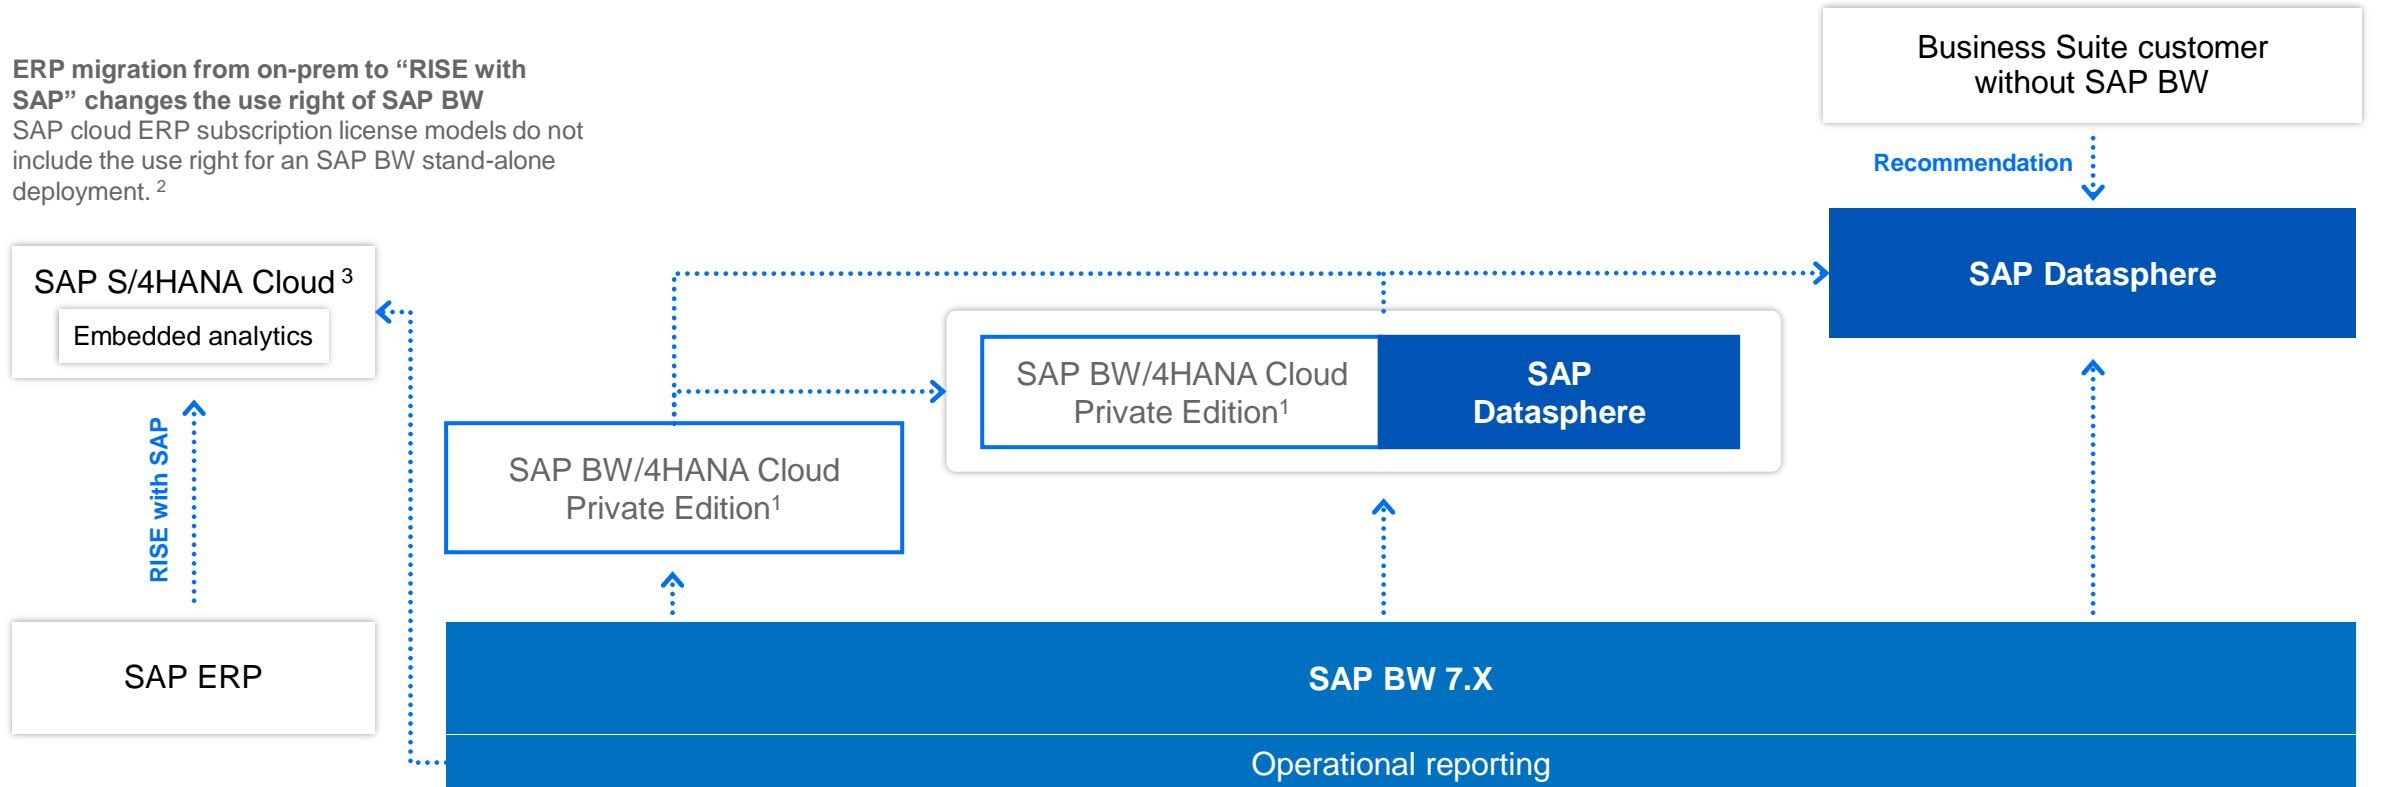 ERP migration from on-prem to “RISE with
SAP” changes the use right of SAP BW
SAP cloud ERP subscription license models do not
include the use right for an SAP BW stand-alone
deployment. 2
Business Suite customer
without SAP BW
Recommendation
SAP Datasphere
SAP S/4HANA Cloud 3
Embedded analytics
RISE with SAP
SAP ERP
SAP BW/4HANA Cloud
Private Edition1
SAP BW/4HANA Cloud
Private Edition1
SAP
Datasphere
SAP BW 7.X
Operational reporting